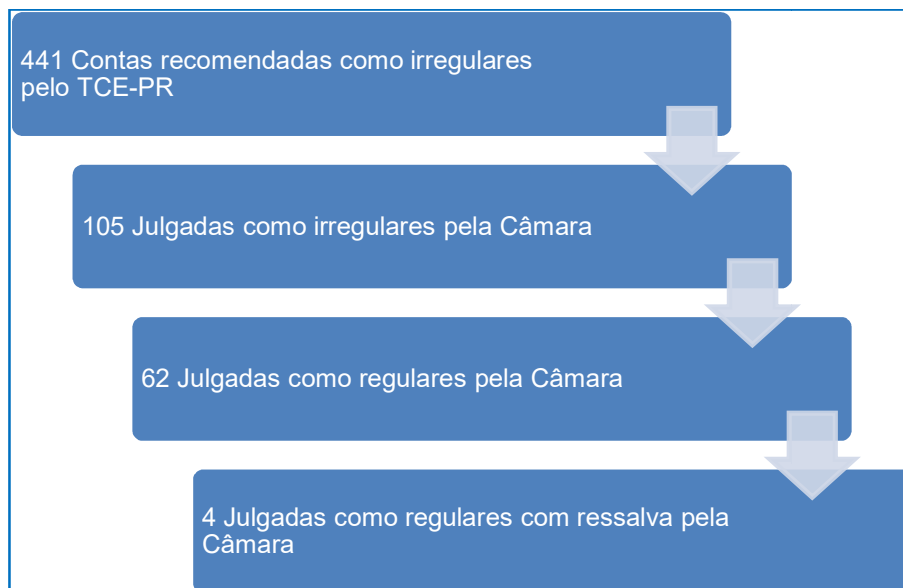 441 Contas recomendadas como irregulares
pelo TCE-PR
105 Julgadas como irregulares pela Câmara
62 Julgadas como regulares pela Câmara
4 Julgadas como regulares com ressalva pela
Câmara